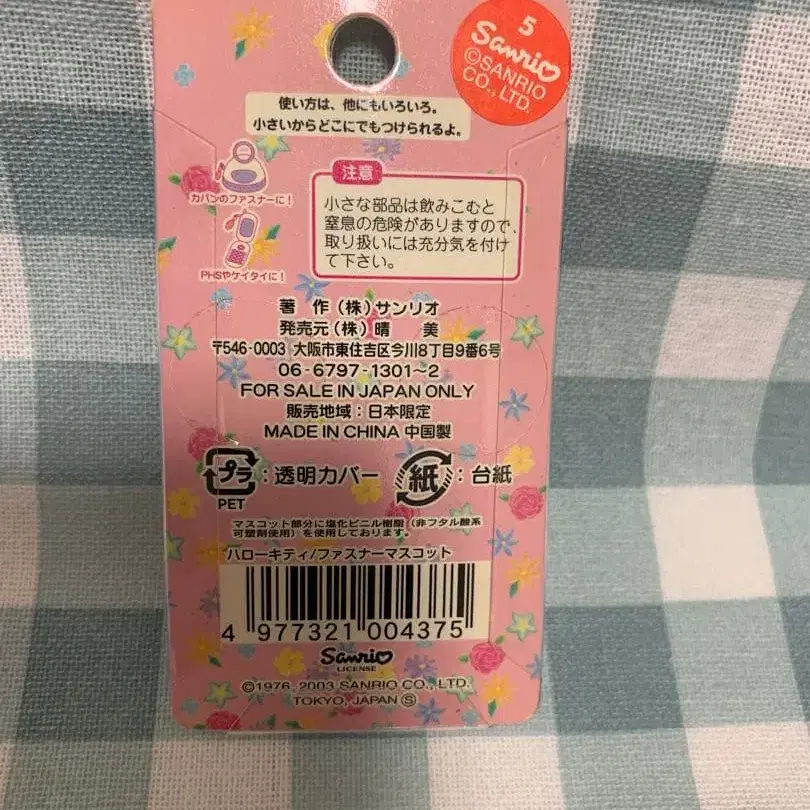 5
Sanrio
©SANRIO
CO., LTD.
使い方は、他にもいろいろ。
小さいからどこにでもつけられるよ。
カバンのファスナーに!
PHSやケイタイに!
注意
小さな部品は飲みこむと
窒息の危険がありますので、
取り扱いには充分気を付け
て下さい。
著 作 (株) サンリオ
発売元 (株) 晴 美
〒546-0003 大阪市東住吉区今川8丁目9番6号
06-6797-1301~2
FOR SALE IN JAPAN ONLY
販売地域:日本限定
MADE IN CHINA 中国製
プラ:透明カバー 紙:台紙
PET
マスコット部分に塩化ビニル樹脂(非フタル酸系
可塑剤使用)を使用しております。
ハローキティ/ファスナーマスコット
4 977321 004375
Sanrio
LICENSE
©1976, 2003 SANRIO CO., LTD.
TOKYO, JAPAN Ⓢ